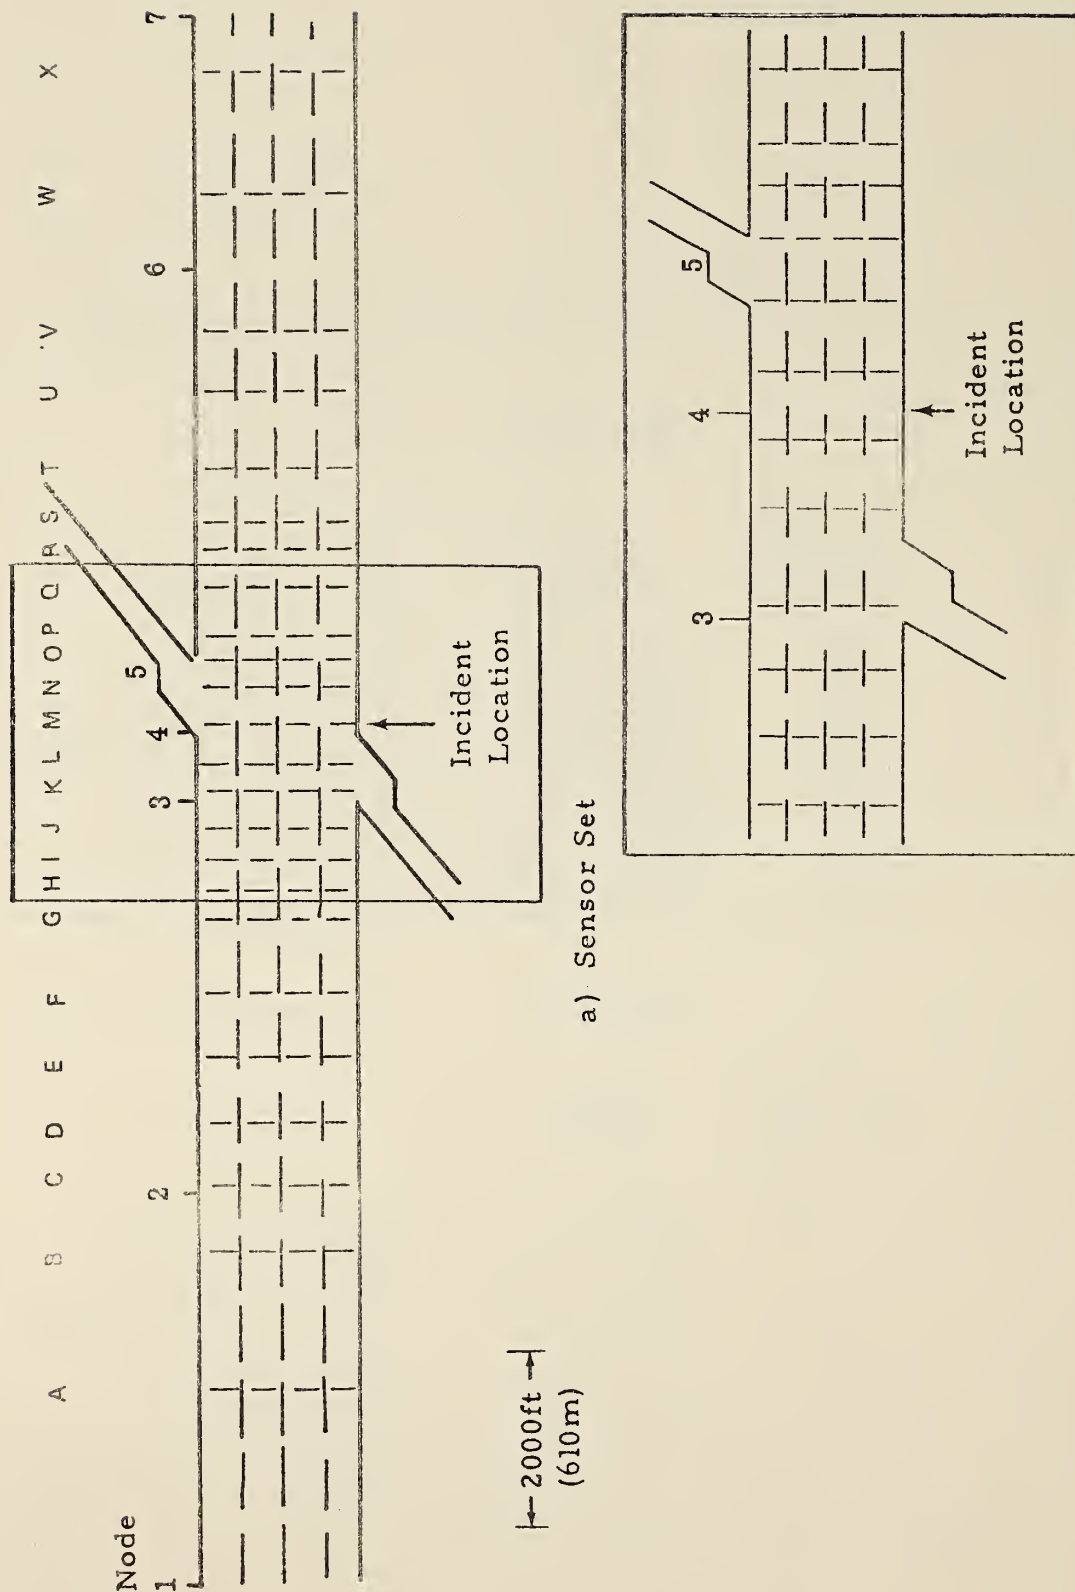 A B C D E F G H I J K L M N O P Q R S T U V W X
Node
1 2 3 4 5 6 7
Incident
Location
2000ft
(610m)
a) Sensor Set
3 4 5
Incident
Location